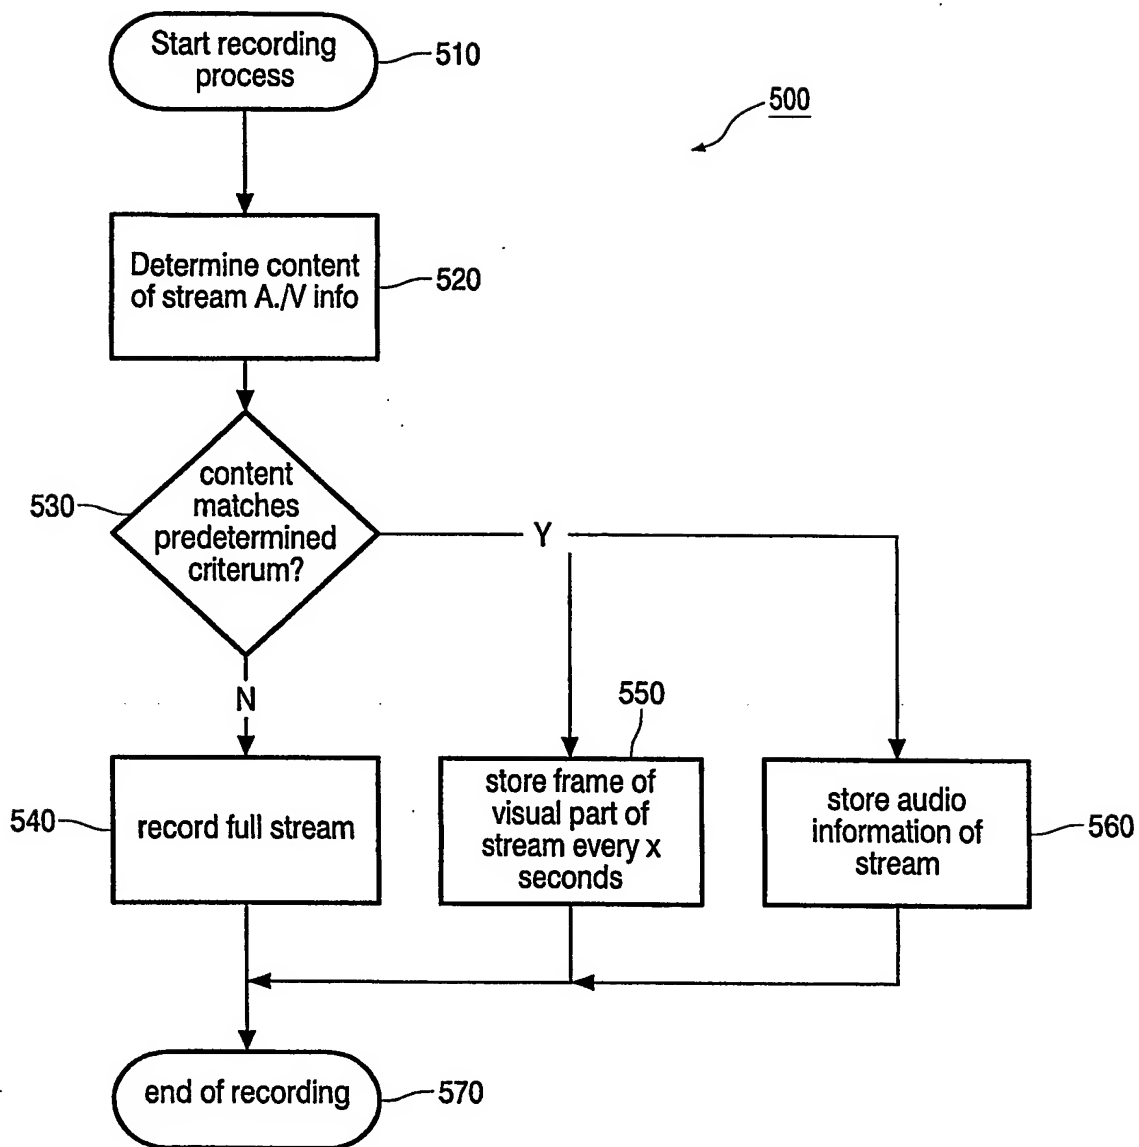 Start recording
process
510
500
Determine content
of stream A./V info
520
content
matches
predetermined
criterum?
530
Y
N
550
record full stream
540
store frame of
visual part of
stream every x
seconds
store audio
information of
stream
560
end of recording
570